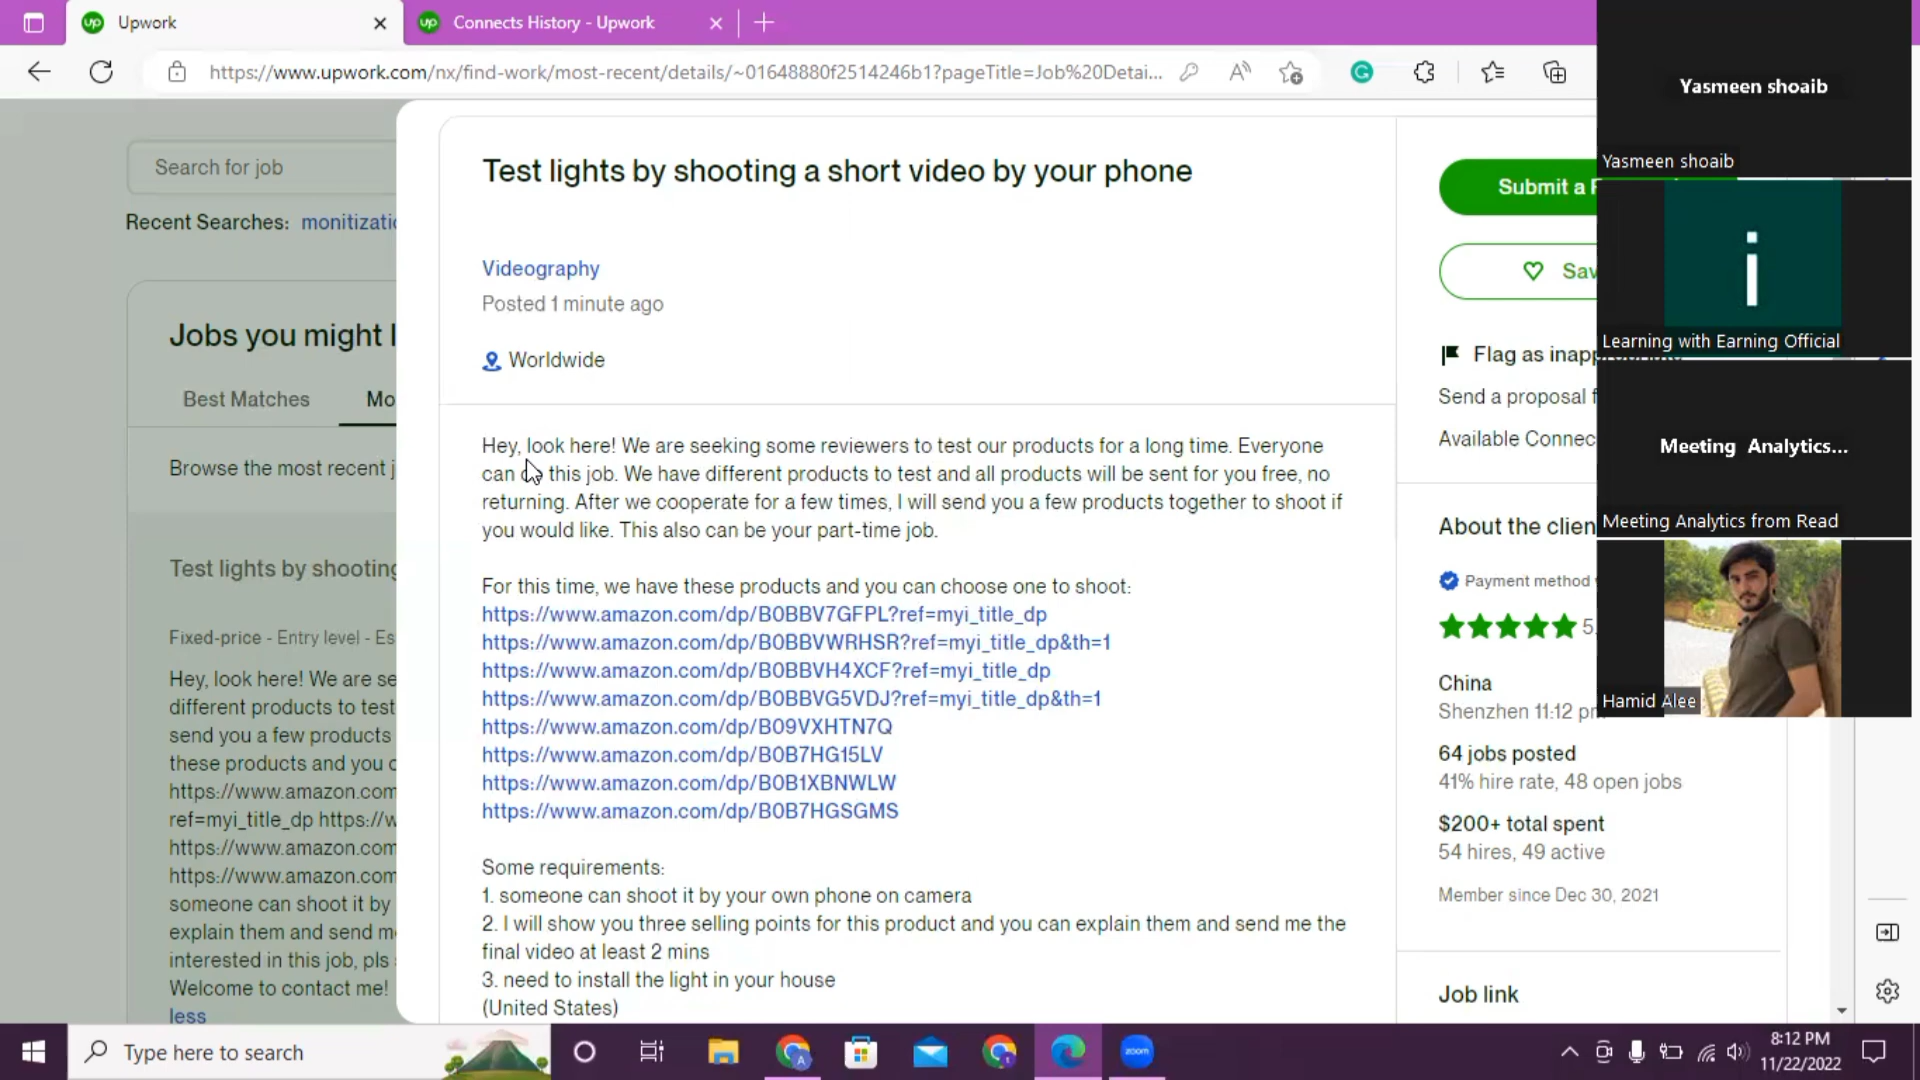 Upwork
Connects History - Upwork
https://www.upwork.com/nx/find-work/most-recent/details/~01648880f2514246b1?pageTitle=Job%20Detai...
Search for job
Recent Searches: monitizatio
Jobs you might l
Best Matches
Mo
Browse the most recent j
Test lights by shooting
Fixed-price - Entry level - Es
Hey, look here! We are se
different products to test
send you a few products
these products and you c
https://www.amazon.com
ref=myi_title_dp https://w
https://www.amazon.com
https://www.amazon.com
someone can shoot it by
explain them and send m
interested in this job, pls
Welcome to contact me!
less
Test lights by shooting a short video by your phone
Videography
Posted 1 minute ago
Worldwide
Hey, look here! We are seeking some reviewers to test our products for a long time. Everyone
can this job. We have different products to test and all products will be sent for you free, no
returning. After we cooperate for a few times, I will send you a few products together to shoot if
you would like. This also can be your part-time job.
For this time, we have these products and you can choose one to shoot:
https://www.amazon.com/dp/B0BBV7GFPL?ref=myi_title_dp
https://www.amazon.com/dp/B0BBVWRHSR?ref=myi_title_dp&th=1
https://www.amazon.com/dp/B0BBVH4XCF?ref=myi_title_dp
https://www.amazon.com/dp/B0BBVG5VDJ?ref=myi_title_dp&th=1
https://www.amazon.com/dp/B09VXHTN7Q
https://www.amazon.com/dp/B0B7HG15LV
https://www.amazon.com/dp/B0B1XBNWLW
https://www.amazon.com/dp/B0B7HGSGMS
Some requirements:
1. someone can shoot it by your own phone on camera
2. I will show you three selling points for this product and you can explain them and send me the
final video at least 2 mins
3. need to install the light in your house
(United States)
Submit a
Sav
Flag as inapp
Send a proposal f
Available Connec
About the clien
Payment method
5.
China
Shenzhen 11:12 pm
64 jobs posted
41% hire rate, 48 open jobs
$200+ total spent
54 hires, 49 active
Member since Dec 30, 2021
Job link
Yasmeen shoaib
Yasmeen shoaib
i
Learning with Earning Official
Meeting Analytics...
Meeting Analytics from Read
Hamid Alee
Type here to search
zoom
8:12 PM
11/22/2022